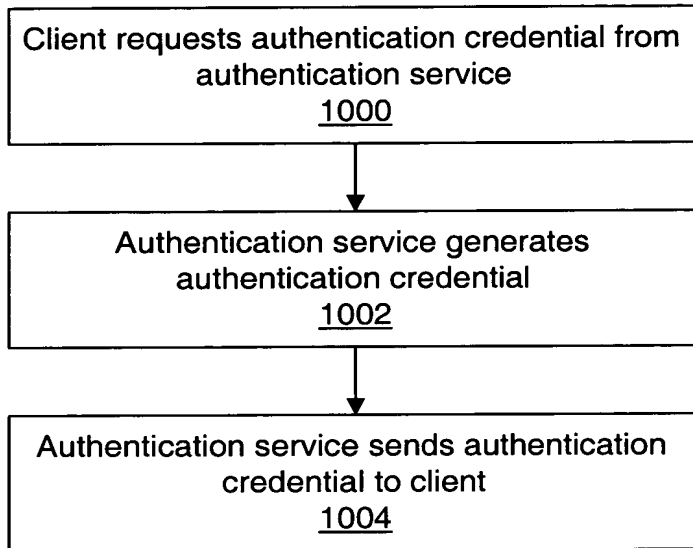 Client requests authentication credential from
authentication service
1000
Authentication service generates
authentication credential
1002
Authentication service sends authentication
credential to client
1004